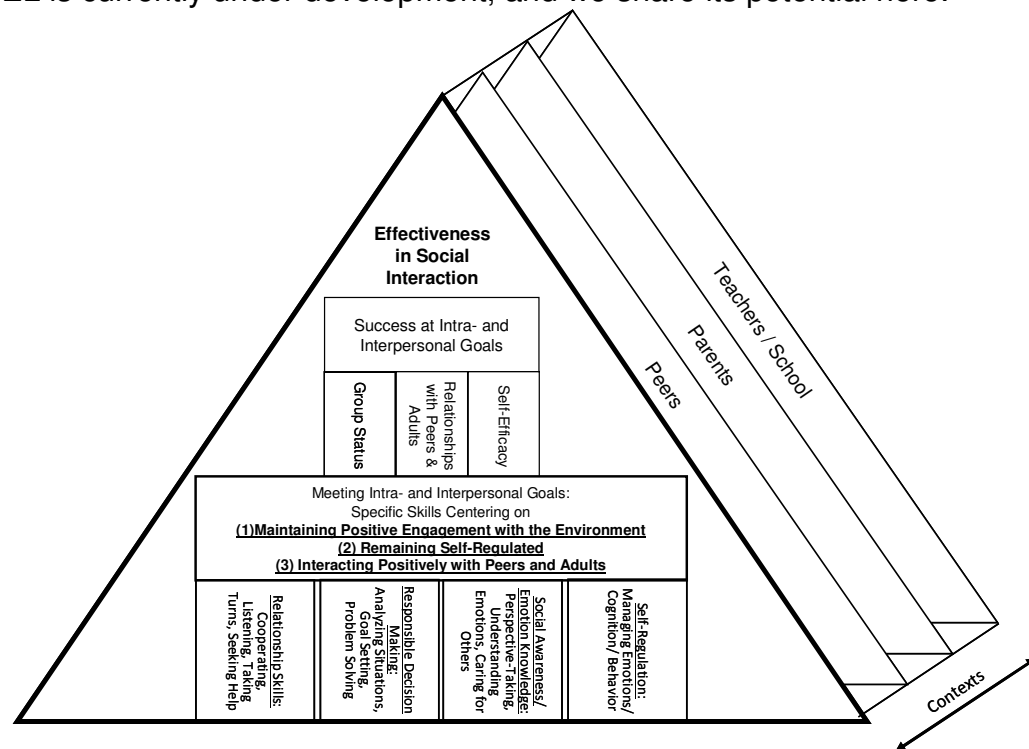 is currently under development, and we share its potential here.
Effectiveness
in Social
Interaction
Success at Intra- and
Interpersonal Goals
Group Status
Relationships
with Peers &
Adults
Self-Efficacy
Meeting Intra- and Interpersonal Goals:
Specific Skills Centering on
(1)Maintaining Positive Engagement with the Environment
(2) Remaining Self-Regulated
(3) Interacting Positively with Peers and Adults
Relationship Skills:
Cooperating,
Listening, Taking
Turns, Seeking Help
Responsible Decision
Making:
Analyzing Situations,
Goal Setting,
Problem Solving
Social Awareness/
Emotion Knowledge:
Perspective-Taking,
Understanding
Emotions, Caring for
Others
Self-Regulation:
Managing Emotions/
Cognition/ Behavior
Peers
Parents
Teachers / School
Contexts